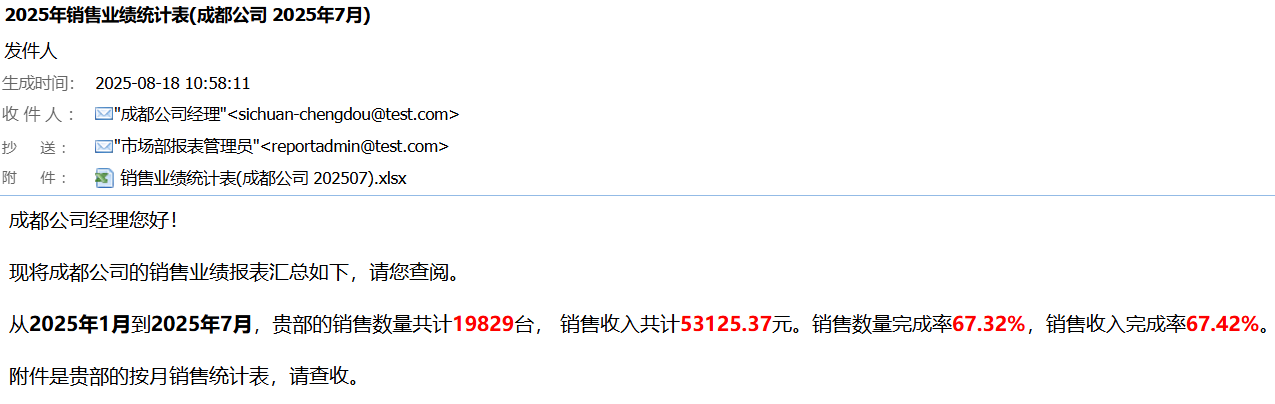 2025年销售业绩统计表(成都公司 2025年7月)
发件人
生成时间: 2025-08-18 10:58:11
收 件 人: "成都公司经理"<sichuan-chengdou@test.com>
抄 送: "市场部报表管理员"<reportadmin@test.com>
附 件: 销售业绩统计表(成都公司 202507).xlsx
成都公司经理您好!
现将成都公司的销售业绩报表汇总如下，请您查阅。
从2025年1月到2025年7月，贵部的销售数量共计19829台， 销售收入共计53125.37元。销售数量完成率67.32%，销售收入完成率67.42%。
附件是贵部的按月销售统计表，请查收。